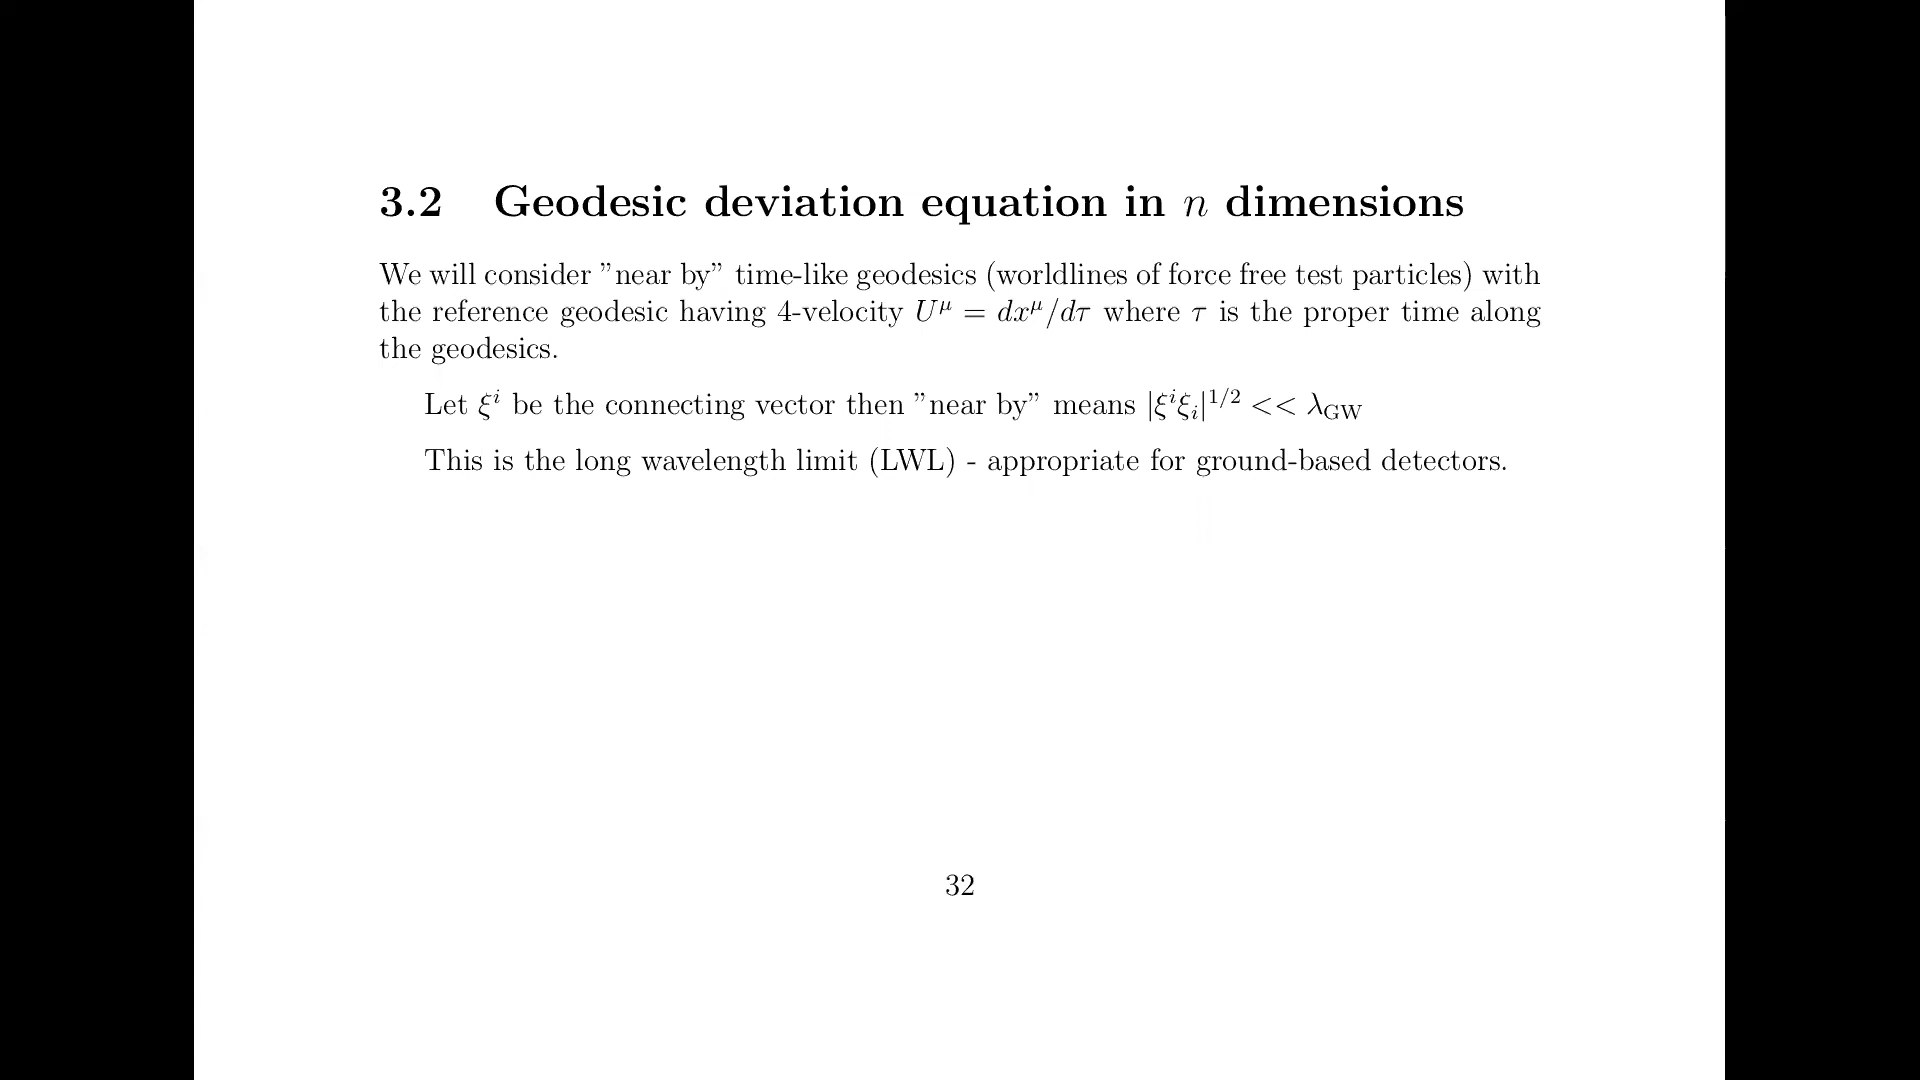 3.2 Geodesic deviation equation in n dimensions
We will consider ”near by” time-like geodesics (worldlines of force free test particles) with
the reference geodesic having 4-velocity U^μ = dx^μ/dτ where τ is the proper time along
the geodesics.
Let ξ^i be the connecting vector then ”near by” means |ξ^iξ_i|^{1/2} << λ_GW
This is the long wavelength limit (LWL) - appropriate for ground-based detectors.
32